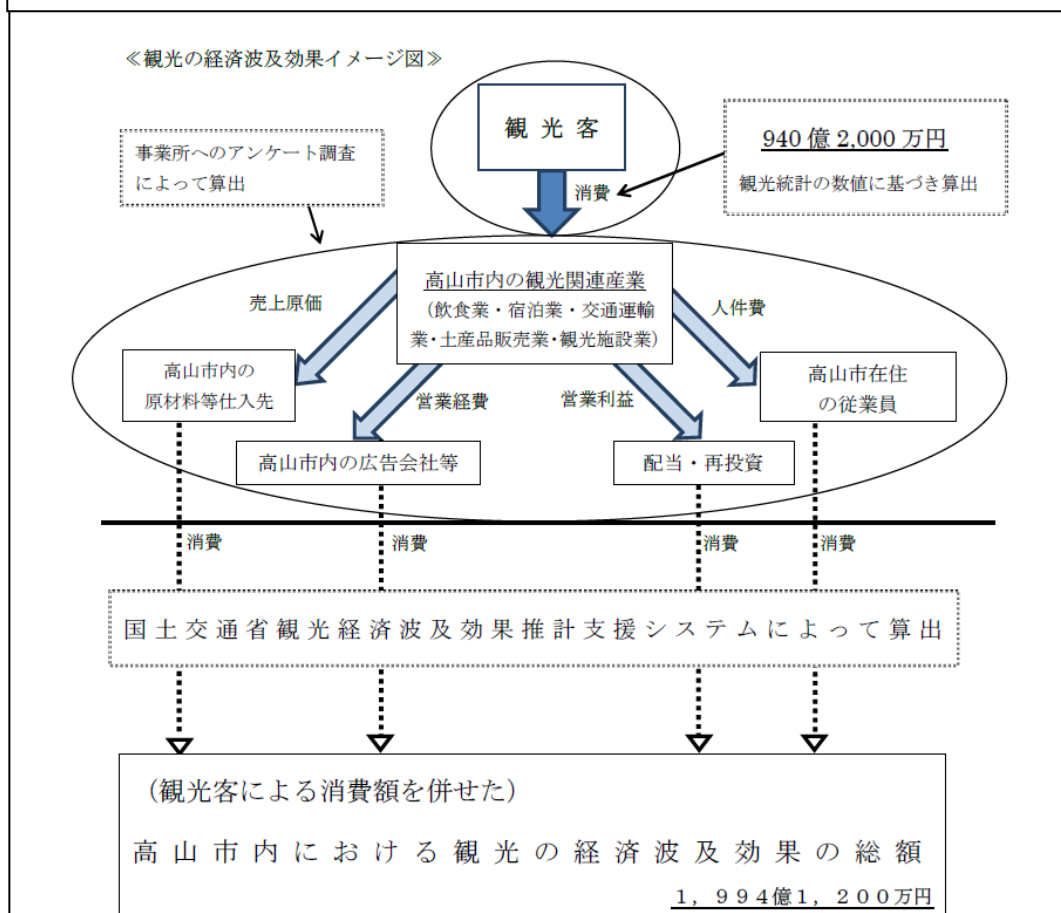 ≪観光の経済波及効果イメージ図≫
観光客
940億2,000万円
観光統計の数値に基づき算出
事業所へのアンケート調査
によって算出
消費
高山市内の観光関連産業
(飲食業・宿泊業・交通運輸
業・土産品販売業・観光施設業)
売上原価
人件費
高山市内の
原材料等仕入先
営業経費
営業利益
高山市在住
の従業員
高山市内の広告会社等
配当・再投資
消費
消費
消費
消費
国土交通省観光経済波及効果推計支援システムによって算出
(観光客による消費額を併せた)
高山市内における観光の経済波及効果の総額
1,994億1,200万円